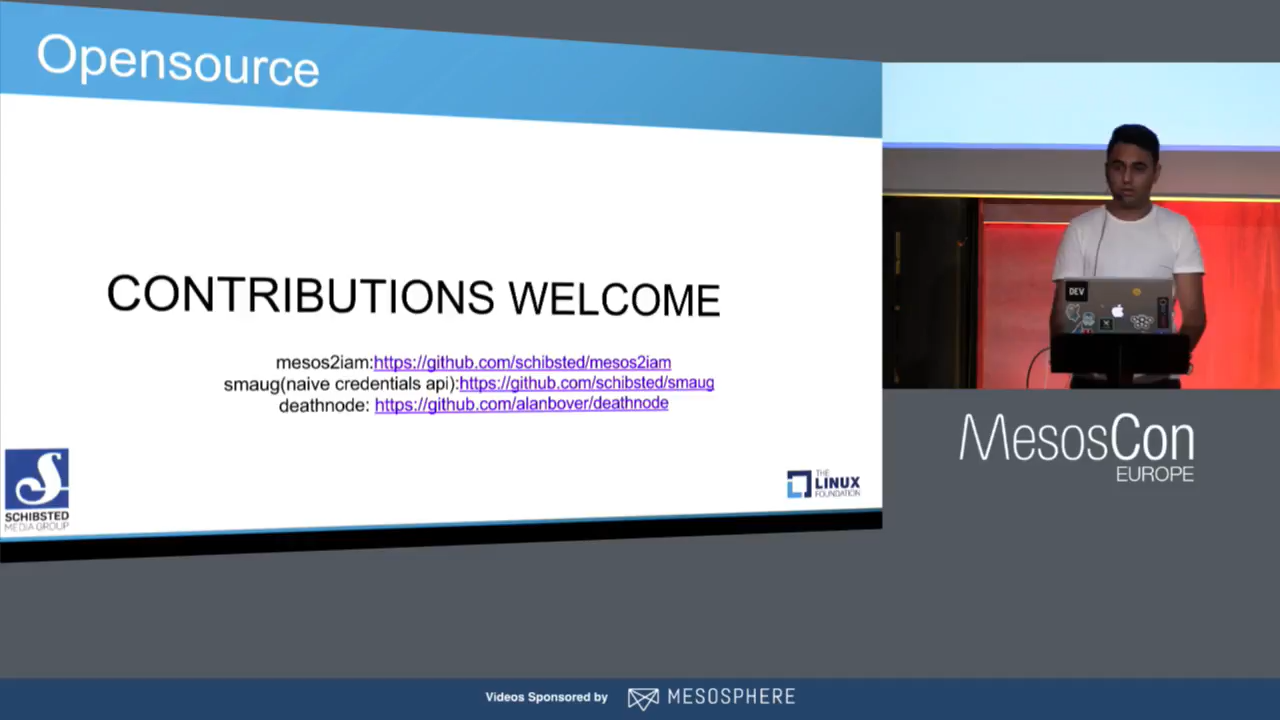 Opensource
CONTRIBUTIONS WELCOME
mesos2iam:https://github.com/schibsted/mesos2iam
smaug(naive credentials api):https://github.com/schibsted/smaug
deathnode: https://github.com/alanbover/deathnode
SCHIBSTED
MEDIA GROUP
THE
LINUX
FOUNDATION
DEV
MesosCon
EUROPE
Videos Sponsored by MESOSPHERE